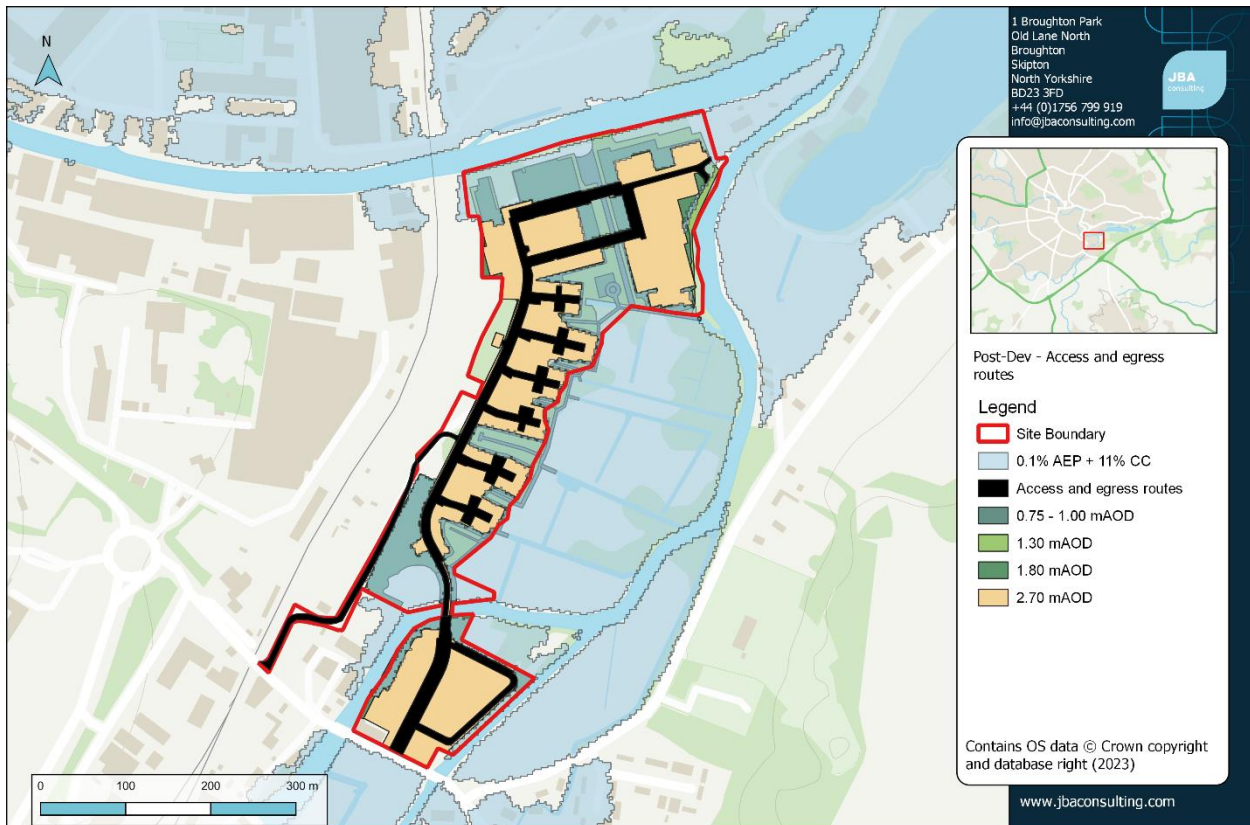 N
1 Broughton Park
Old Lane North
Broughton
Skipton
North Yorkshire
BD23 3FD
+44 (0)1756 799 919
info@jbaconsulting.com
JBA
consulting
Post-Dev - Access and egress
routes
Legend
Site Boundary
0.1% AEP + 11% CC
Access and egress routes
0.75 - 1.00 mAOD
1.30 mAOD
1.80 mAOD
2.70 mAOD
Contains OS data © Crown copyright
and database right (2023)
www.jbaconsulting.com
0 100 200 300 m